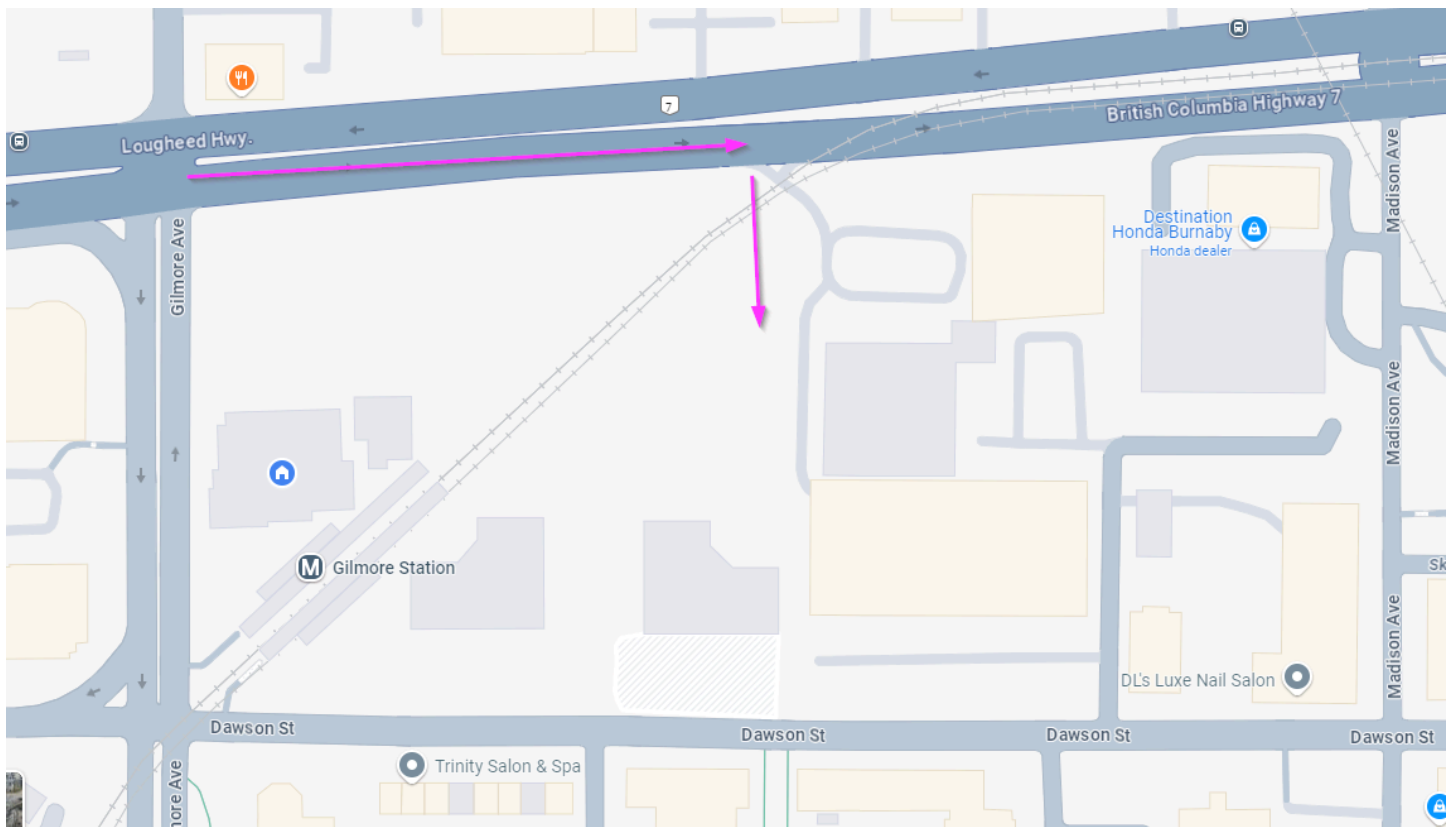 7
Lougheed Hwy.
British Columbia Highway 7
Madison Ave
Gilmore Ave
Destination
Honda Burnaby
Honda dealer
Madison Ave
M
Gilmore Station
Sk
Madison Ave
DL's Luxe Nail Salon
Dawson St
Dawson St
Dawson St
Dawson St
Trinity Salon & Spa
more Ave